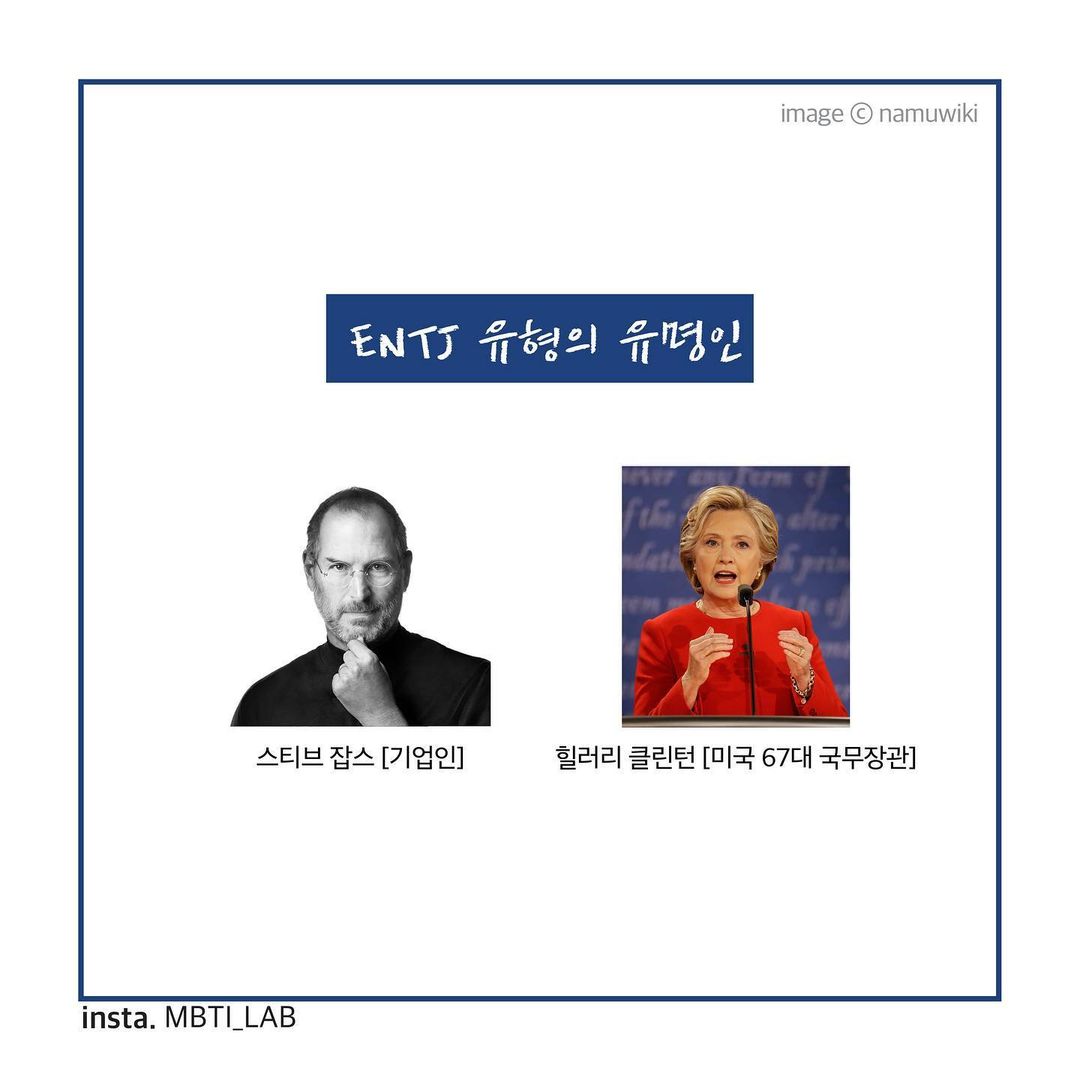 image ⓒ namuwiki
ENTJ 유형의 유명인
스티브 잡스 [기업인]
힐러리 클린턴 [미국 67대 국무장관]
insta. MBTI_LAB